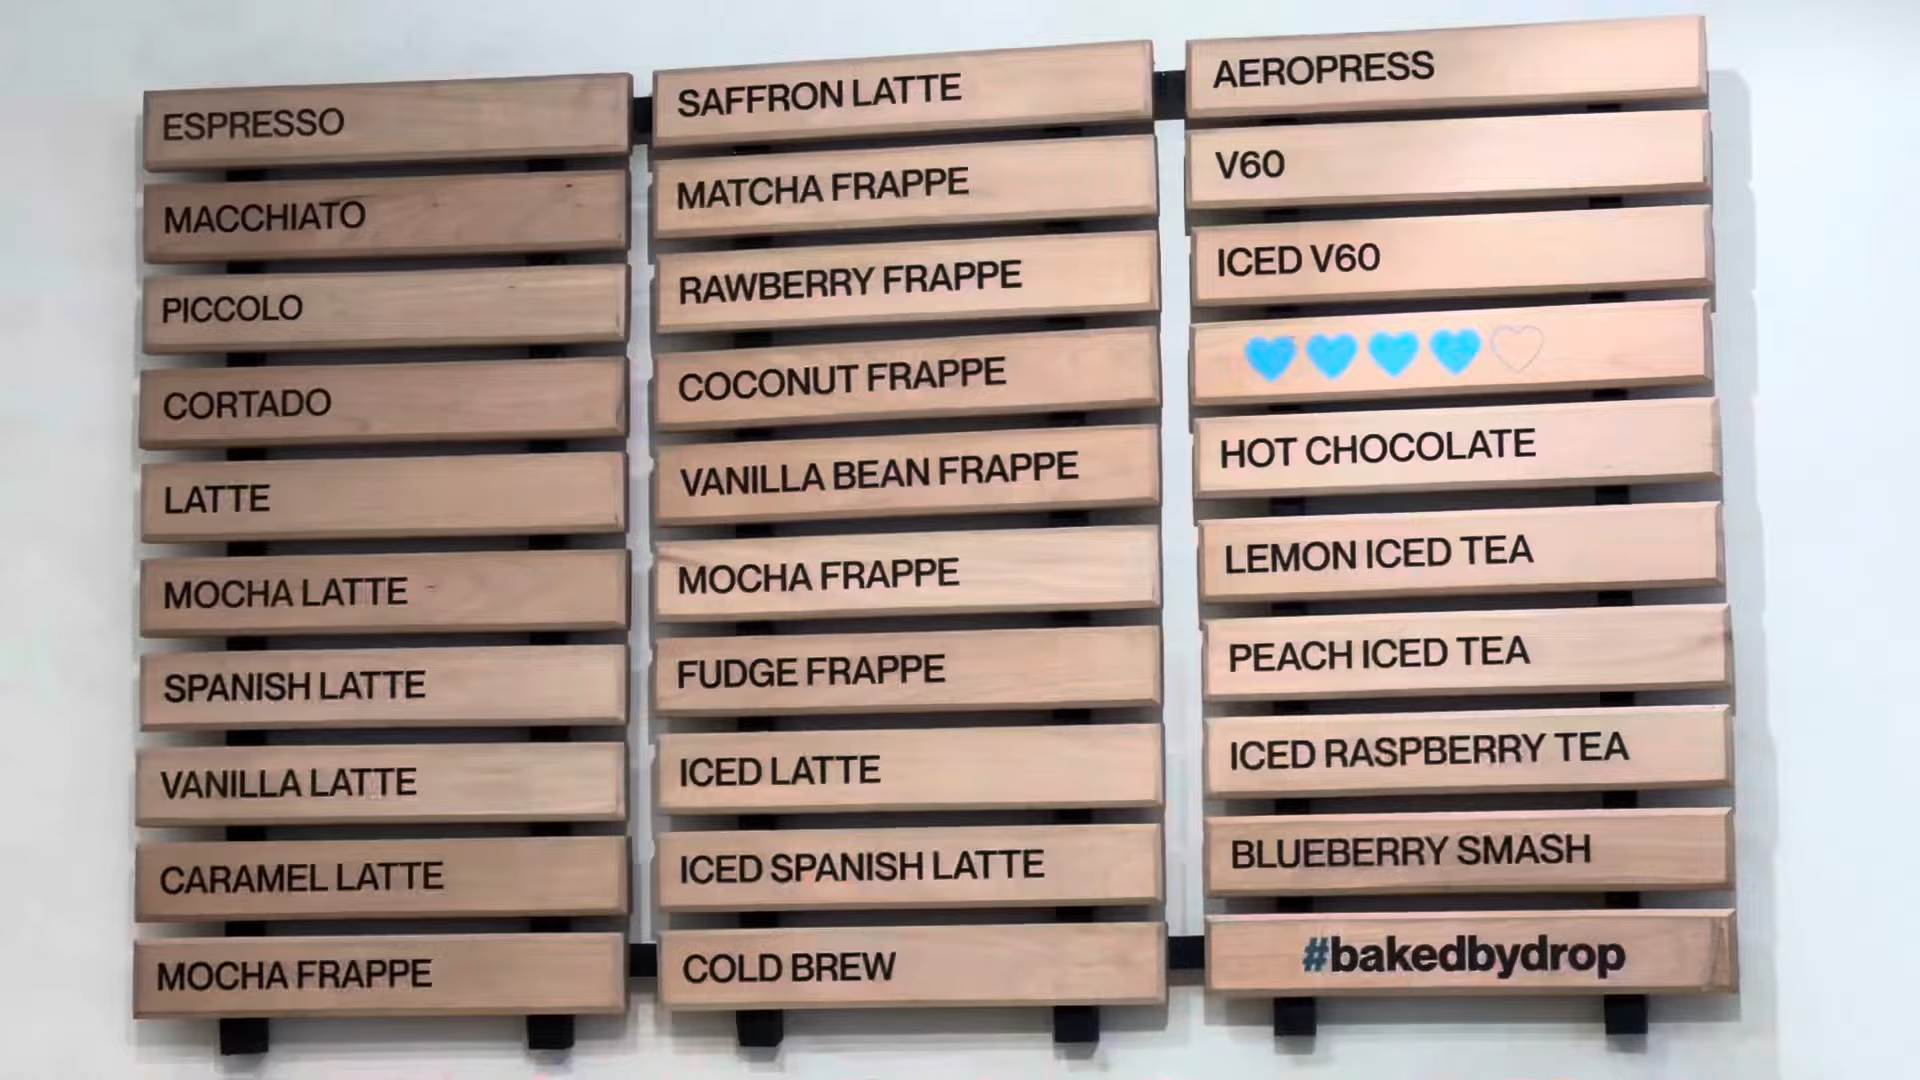 ESPRESSO
MACCHIATO
PICCOLO
CORTADO
LATTE
MOCHA LATTE
SPANISH LATTE
VANILLA LATTE
CARAMEL LATTE
MOCHA FRAPPE
SAFFRON LATTE
MATCHA FRAPPE
RAWBERRY FRAPPE
COCONUT FRAPPE
VANILLA BEAN FRAPPE
MOCHA FRAPPE
FUDGE FRAPPE
ICED LATTE
ICED SPANISH LATTE
COLD BREW
AEROPRESS
V60
ICED V60
HOT CHOCOLATE
LEMON ICED TEA
PEACH ICED TEA
ICED RASPBERRY TEA
BLUEBERRY SMASH
#bakedbydrop